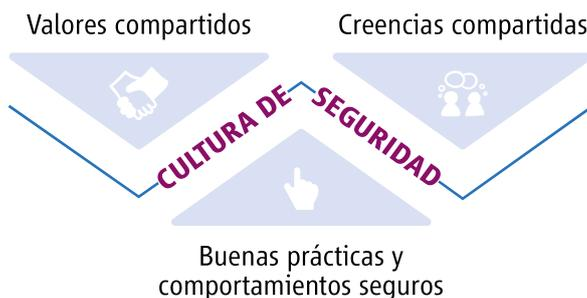 Valores compartidos
Creencias compartidas
CULTURA DE
SEGURIDAD
Buenas prácticas y
comportamientos seguros